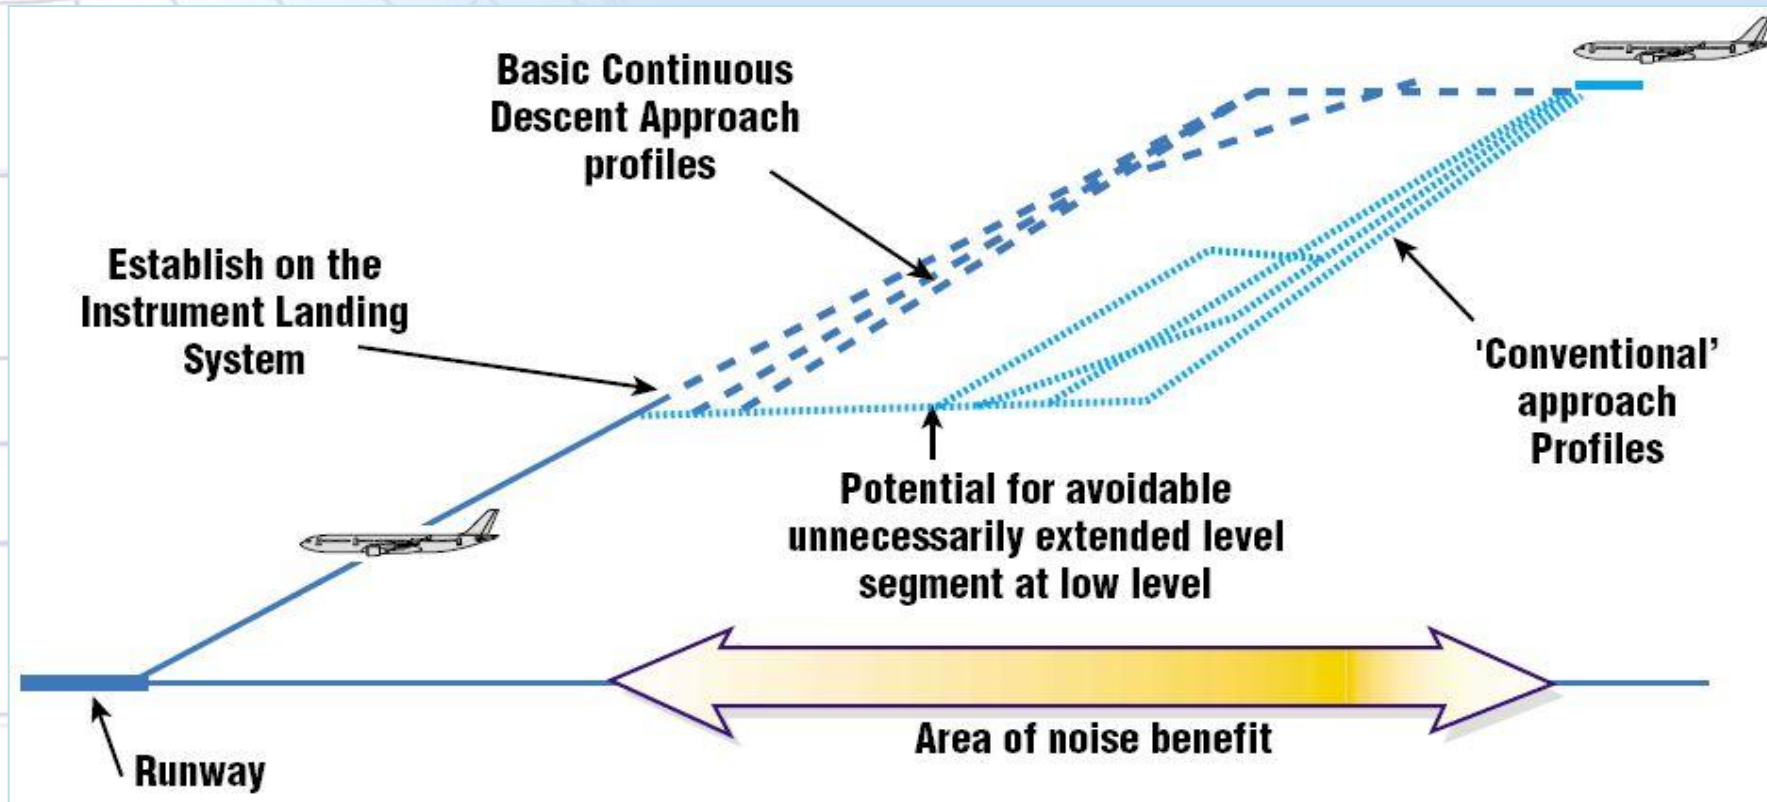 Basic Continuous
Descent Approach
profiles
Establish on the
Instrument Landing
System
'Conventional'
approach
Profiles
Potential for avoidable
unnecessarily extended level
segment at low level
Area of noise benefit
Runway